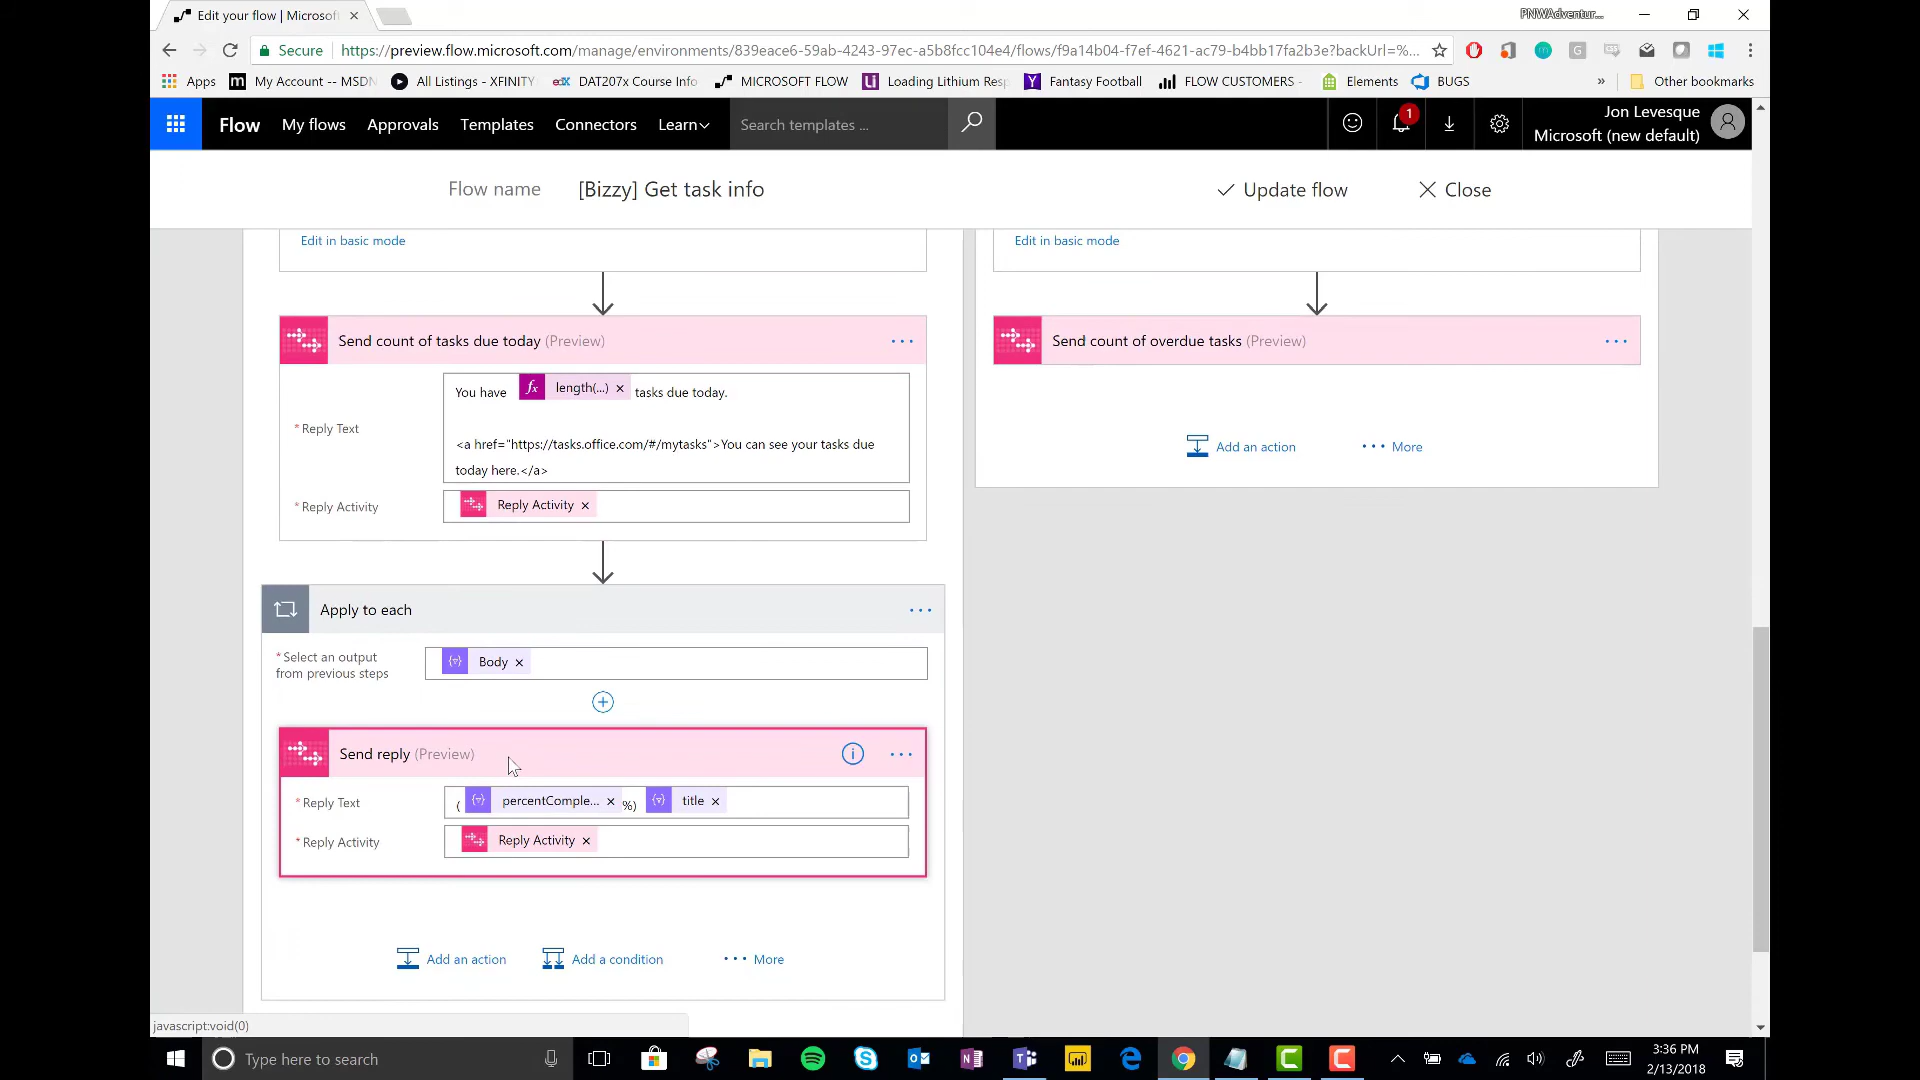 Edit your flow | Microsoft
PNWAdventur...
Secure
https://preview.flow.microsoft.com/manage/environments/839eace6-59ab-4243-97ec-a5b8fcc104e4/flows/f9a14b04-f7ef-4621-ac79-b4bb17fa2b3e?backUrl=%...
Apps
My Account -- MSDN
All Listings - XFINITY
DAT207x Course Info
MICROSOFT FLOW
Loading Lithium Resp
Fantasy Football
FLOW CUSTOMERS -
Elements
BUGS
»
Other bookmarks
Flow
My flows
Approvals
Templates
Connectors
Learn
Search templates ...
1
Jon Levesque
Microsoft (new default)
Flow name
[Bizzy] Get task info
Update flow
Close
Edit in basic mode
Edit in basic mode
Send count of tasks due today (Preview)
...
Send count of overdue tasks (Preview)
...
* Reply Text
You have fx length(...) × tasks due today.
<a href="https://tasks.office.com/#/mytasks">You can see your tasks due
today here.</a>
* Reply Activity
Reply Activity ×
Add an action
... More
Apply to each
...
* Select an output
from previous steps
Body ×
Send reply (Preview)
...
* Reply Text
( percentComple... × %) title ×
* Reply Activity
Reply Activity ×
Add an action
Add a condition
... More
javascript:void(0)
Type here to search
3:36 PM
2/13/2018